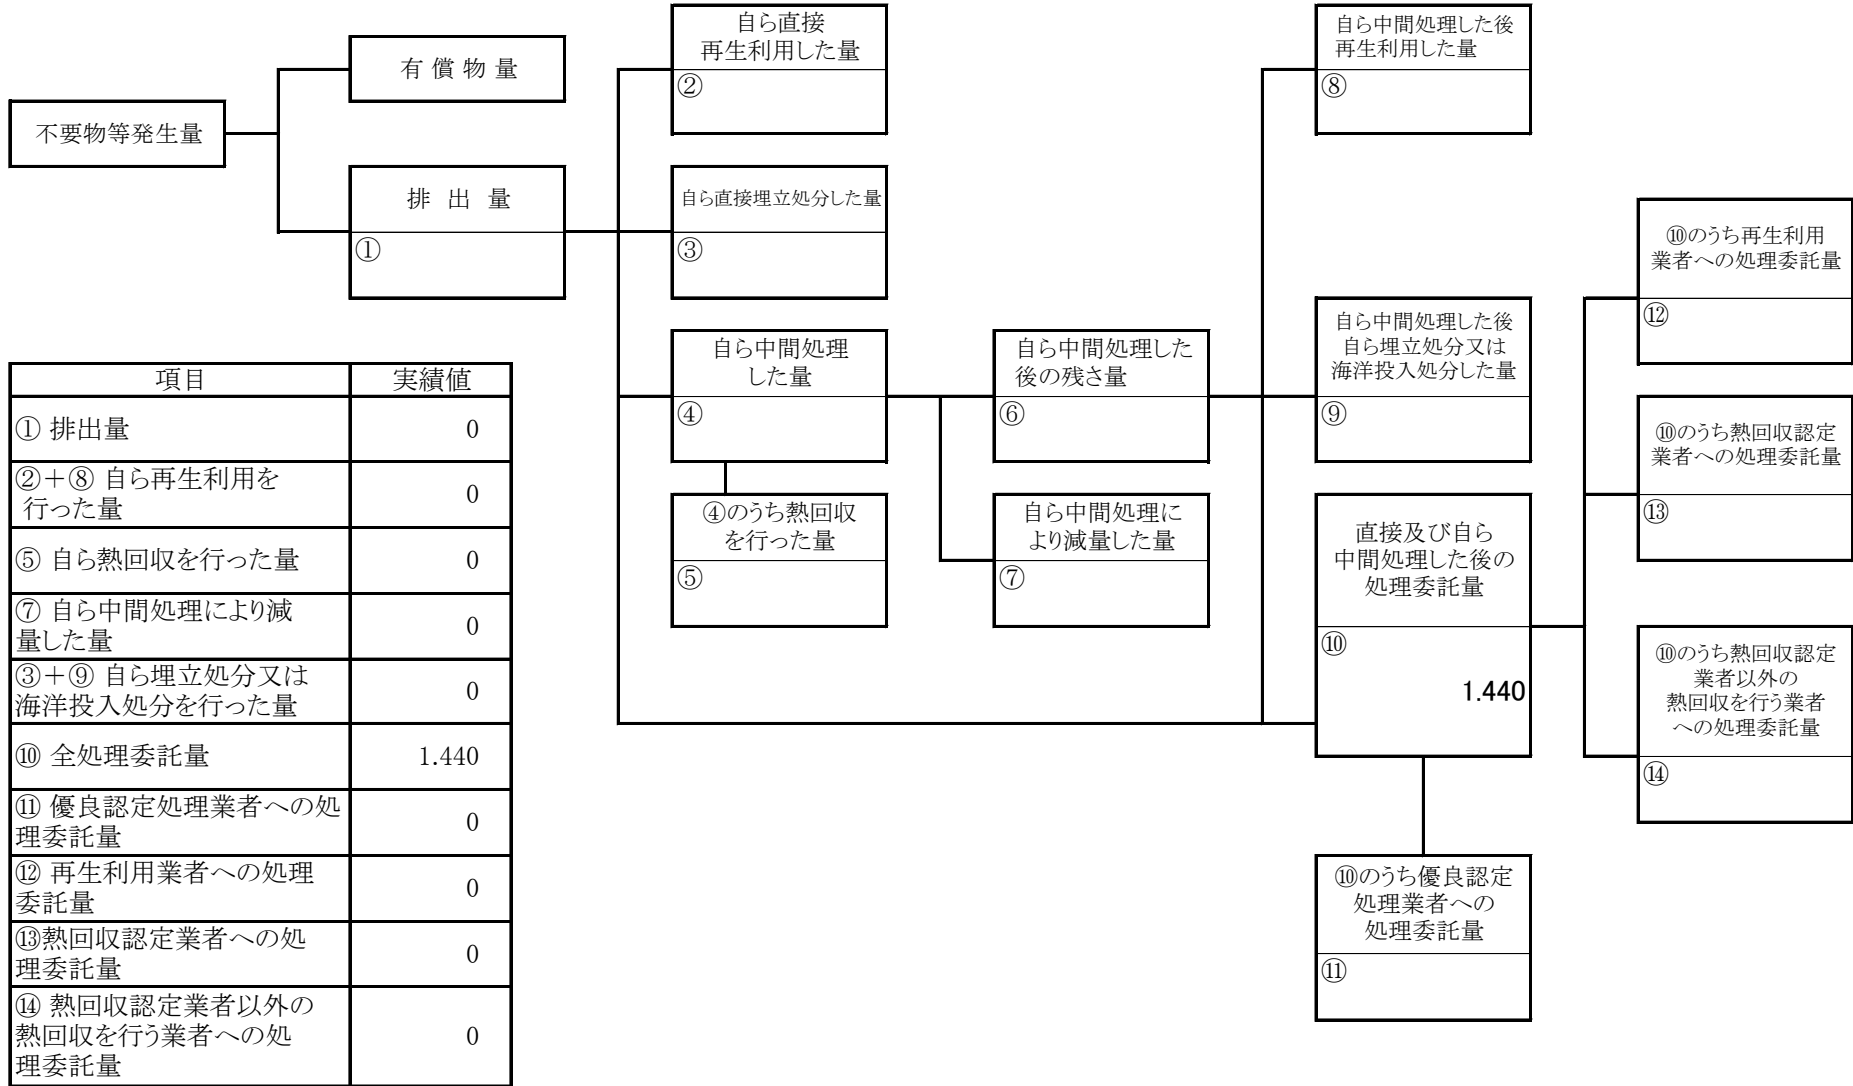 不要物等発生量
有 償 物 量
排 出 量
①
自ら直接
再生利用した量
②
自ら直接埋立処分した量
③
自ら中間処理
した量
④
④のうち熱回収
を行った量
⑤
自ら中間処理した
後の残さ量
⑥
自ら中間処理に
より減量した量
⑦
自ら中間処理した後
再生利用した量
⑧
自ら中間処理した後
自ら埋立処分又は
海洋投入処分した量
⑨
直接及び自ら
中間処理した後の
処理委託量
⑩
1.440
⑩のうち優良認定
処理業者への
処理委託量
⑪
⑩のうち再生利用
業者への処理委託量
⑫
⑩のうち熱回収認定
業者への処理委託量
⑬
⑩のうち熱回収認定
業者以外の
熱回収を行う業者
への処理委託量
⑭
項目 実績値
① 排出量 0
②＋⑧ 自ら再生利用を
行った量 0
⑤ 自ら熱回収を行った量 0
⑦ 自ら中間処理により減
量した量 0
③＋⑨ 自ら埋立処分又は
海洋投入処分を行った量 0
⑩ 全処理委託量 1.440
⑪ 優良認定処理業者への処
理委託量 0
⑫ 再生利用業者への処理
委託量 0
⑬熱回収認定業者への処
理委託量 0
⑭ 熱回収認定業者以外の
熱回収を行う業者への処
理委託量 0